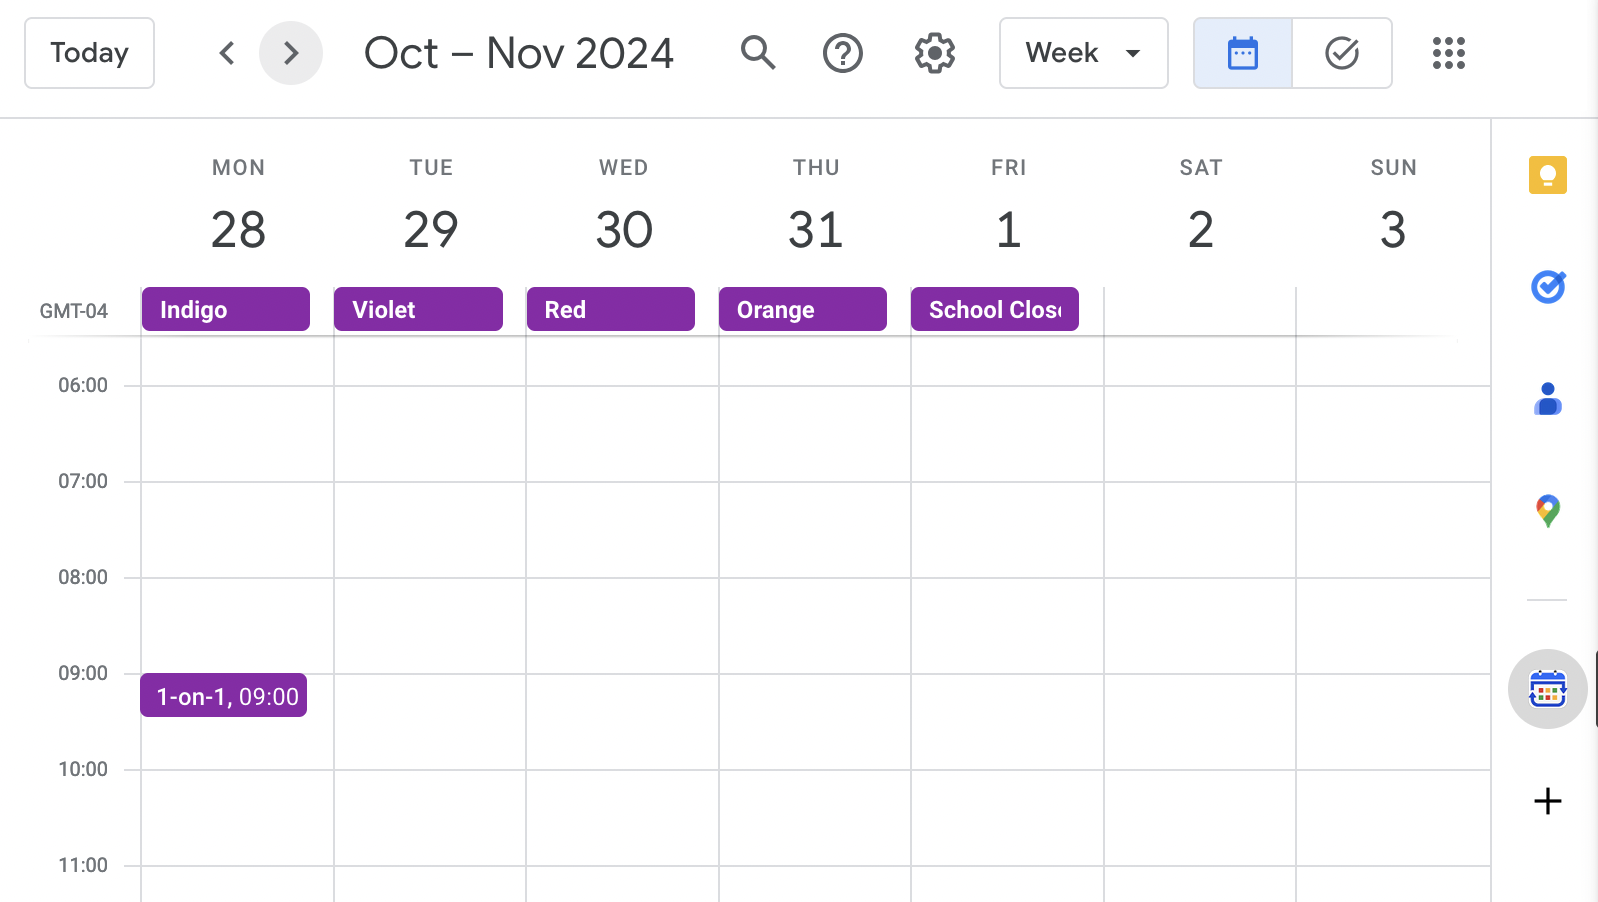 Today
Oct – Nov 2024
Week
MON TUE WED THU FRI SAT SUN
28 29 30 31 1 2 3
GMT-04 Indigo Violet Red Orange School Clos
06:00
07:00
08:00
09:00
1-on-1, 09:00
10:00
11:00